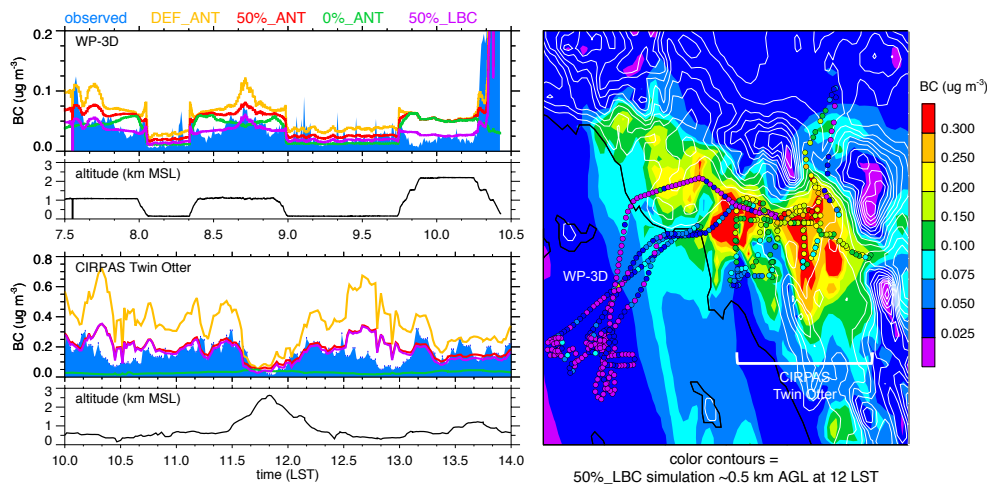 observed DEF_ANT 50%_ANT 0%_ANT 50%_LBC
WP-3D
BC (ug m-3)
0.2
0.1
0.0
altitude (km MSL)
3
2
1
0
7.5 8.0 8.5 9.0 9.5 10.0 10.5
CIRPAS Twin Otter
BC (ug m-3)
0.8
0.6
0.4
0.2
0.0
altitude (km MSL)
3
2
1
0
10.0 10.5 11.0 11.5 12.0 12.5 13.0 13.5 14.0
time (LST)
WP-3D
CIRPAS
Twin Otter
BC (ug m-3)
0.300
0.250
0.200
0.150
0.100
0.075
0.050
0.025
color contours =
50%_LBC simulation ~0.5 km AGL at 12 LST